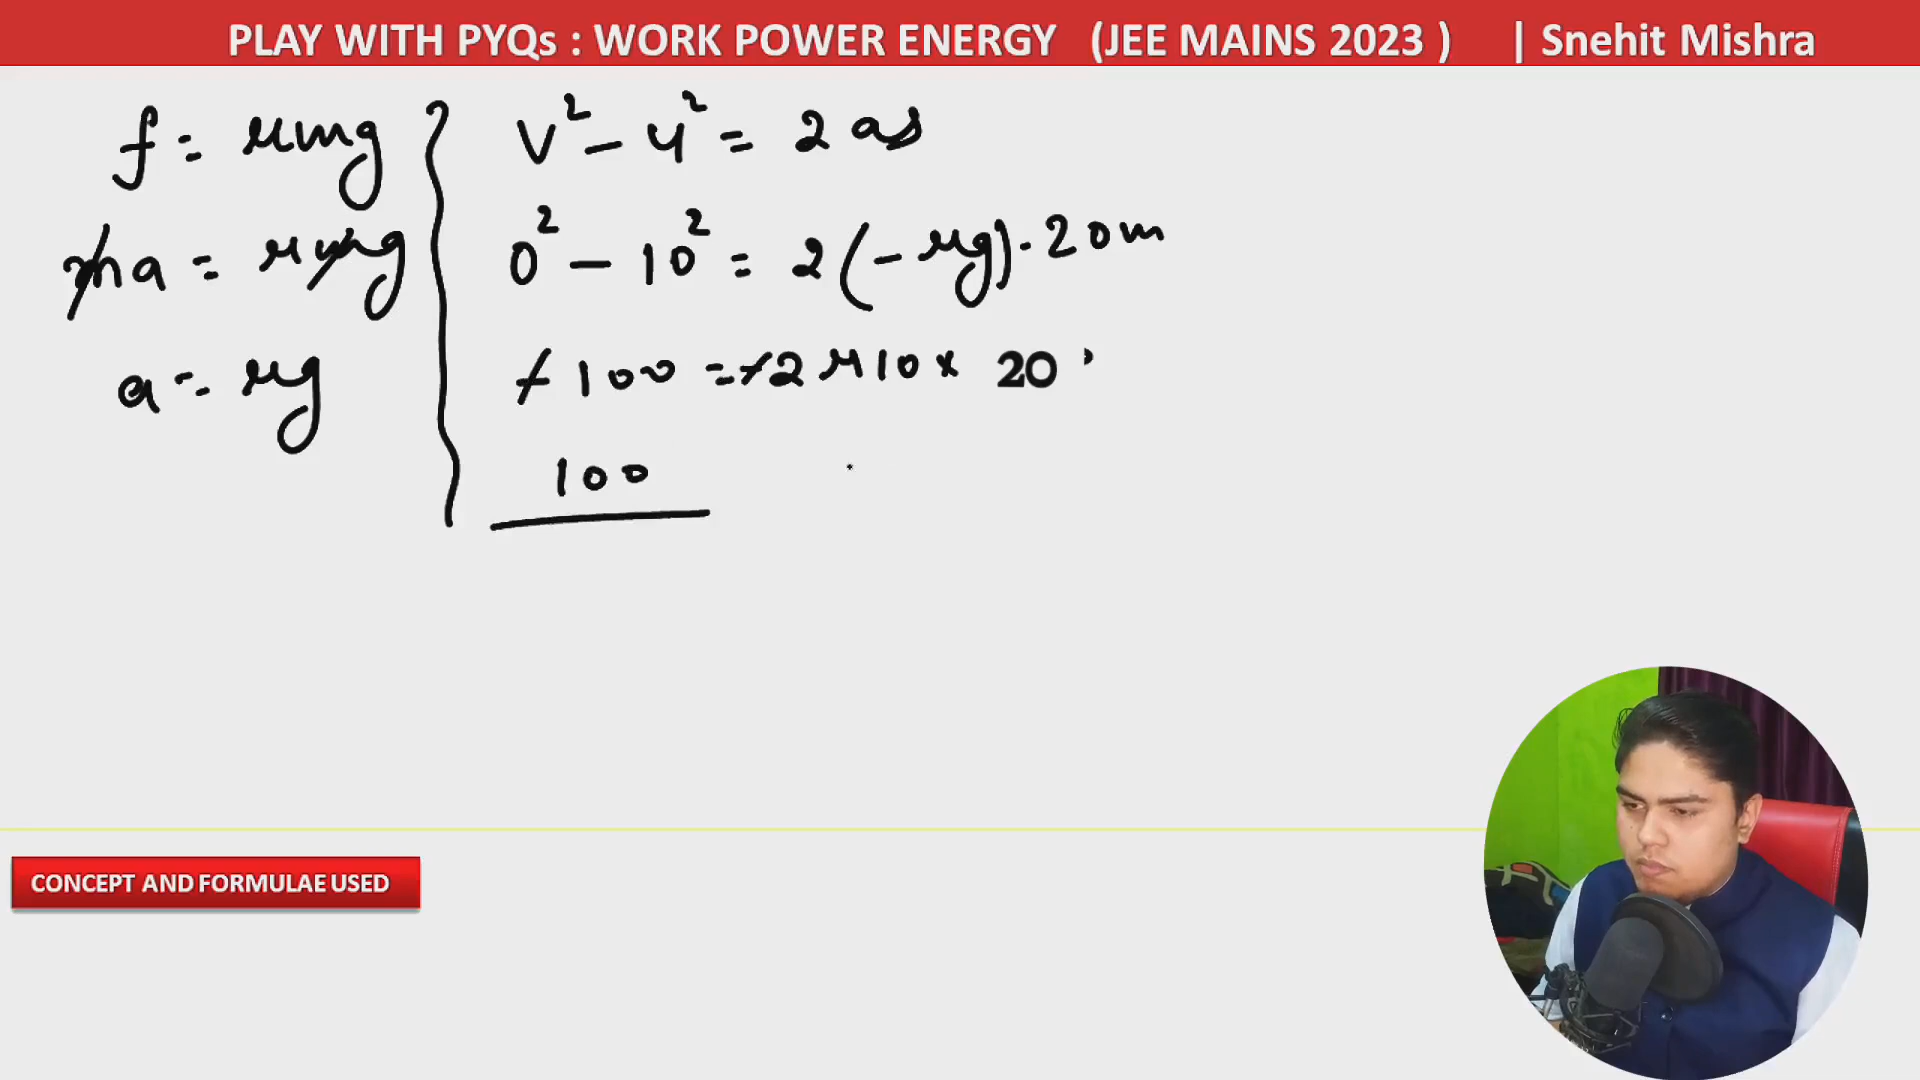 PLAY WITH PYQs : WORK POWER ENERGY (JEE MAINS 2023 ) | Snehit Mishra
f = μmg
ma = μmg
a = μg
v² - u² = 2as
0² - 10² = 2(-μg)·20m
-100 = -2μ10 × 20
100
CONCEPT AND FORMULAE USED